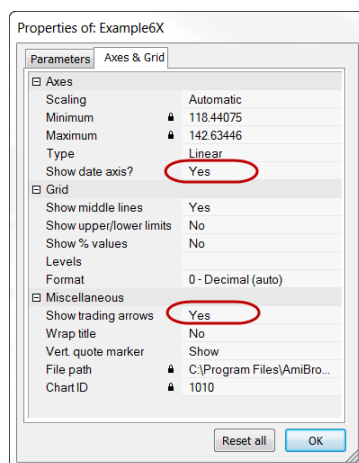 Properties of: Example6X
Parameters Axes & Grid
Axes
Scaling Automatic
Minimum 118.44075
Maximum 142.63446
Type Linear
Show date axis? Yes
Grid
Show middle lines Yes
Show upper/lower limits No
Show % values No
Levels
Format 0 - Decimal (auto)
Miscellaneous
Show trading arrows Yes
Wrap title No
Vert. quote marker Show
File path C:\Program Files\AmiBro...
Chart ID 1010
Reset all OK